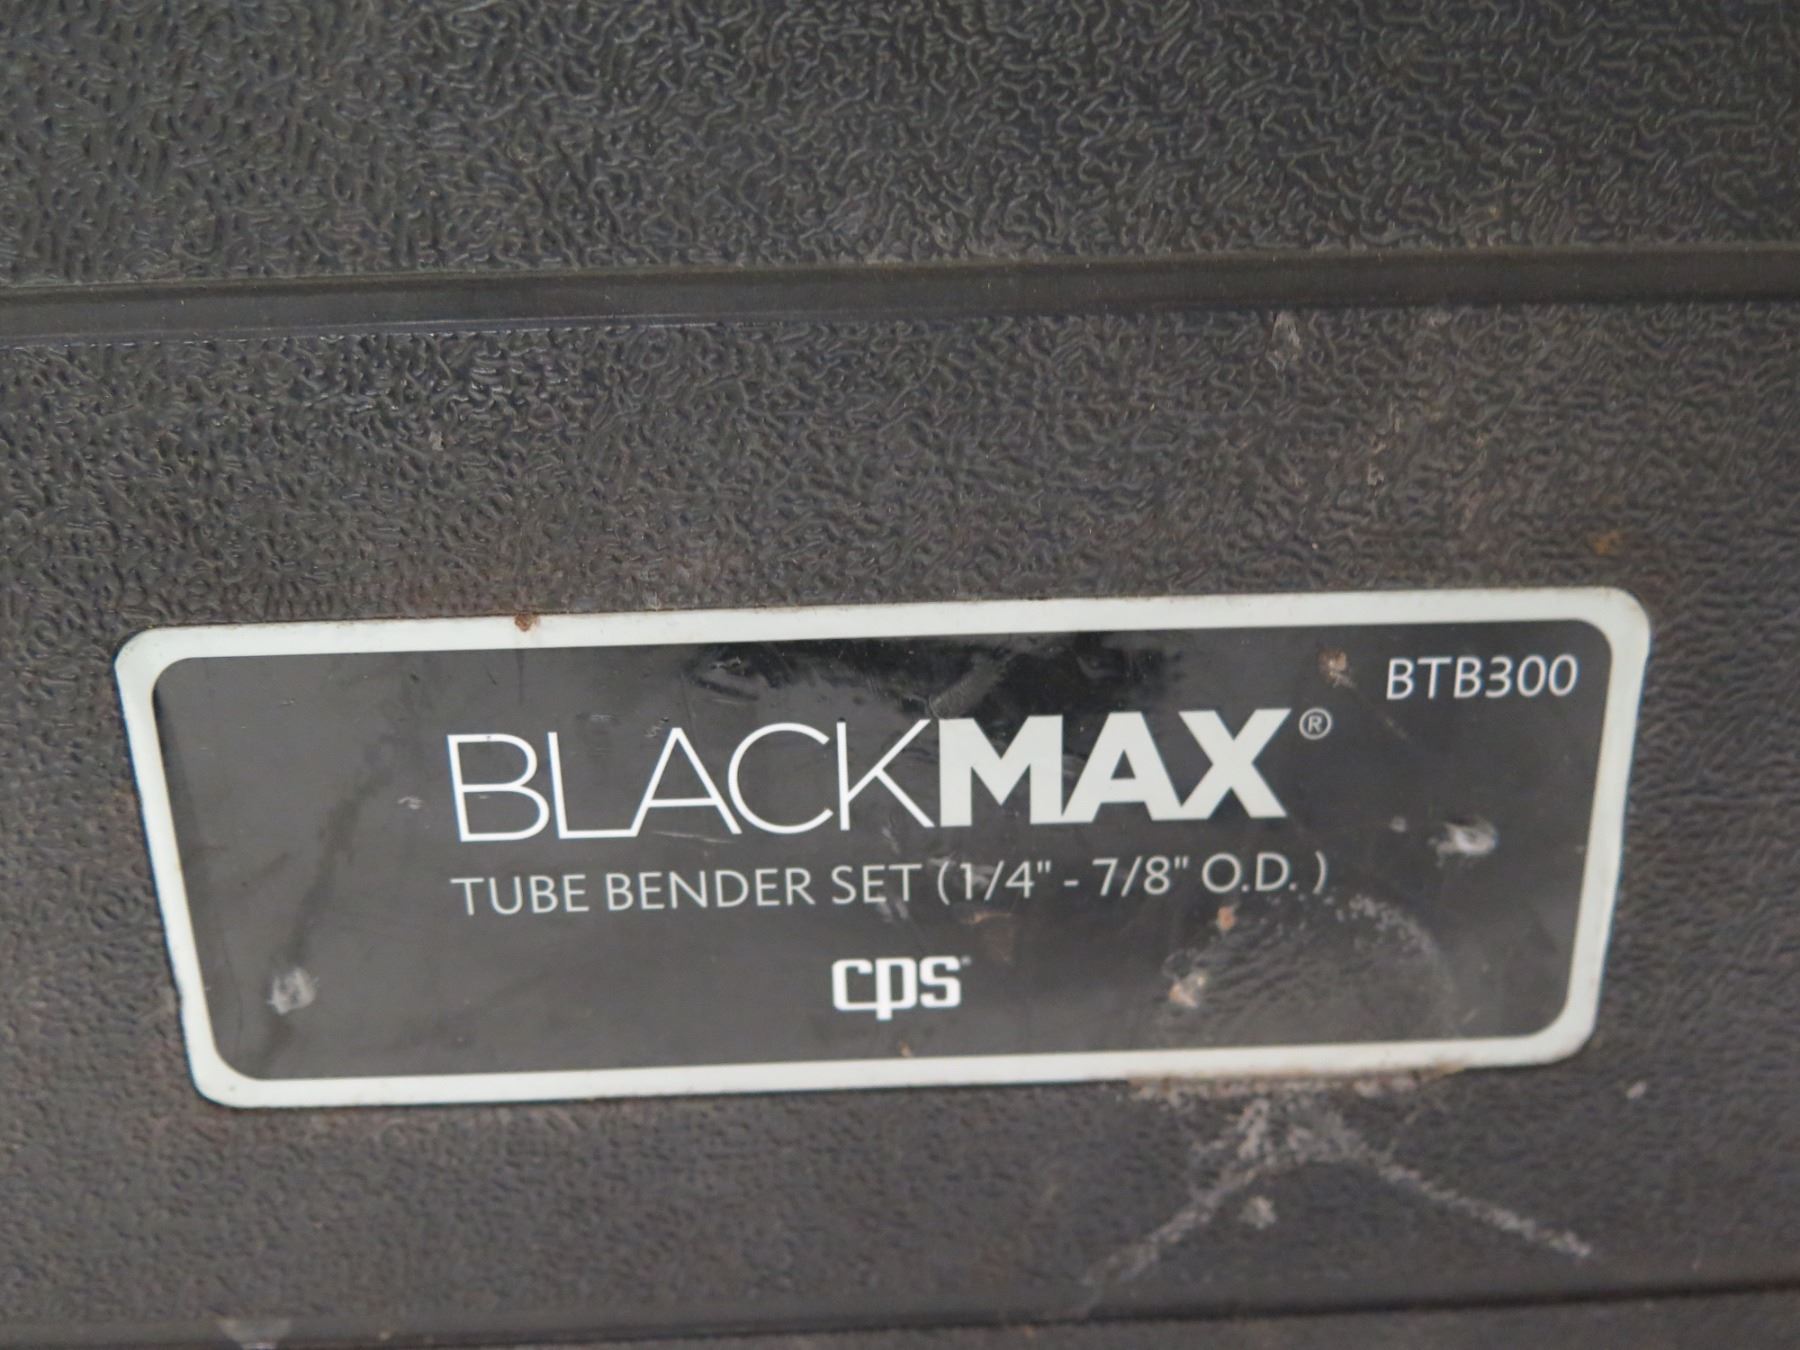 BTB300
BLACKMAX®
TUBE BENDER SET (1/4" - 7/8" O.D. )
cps